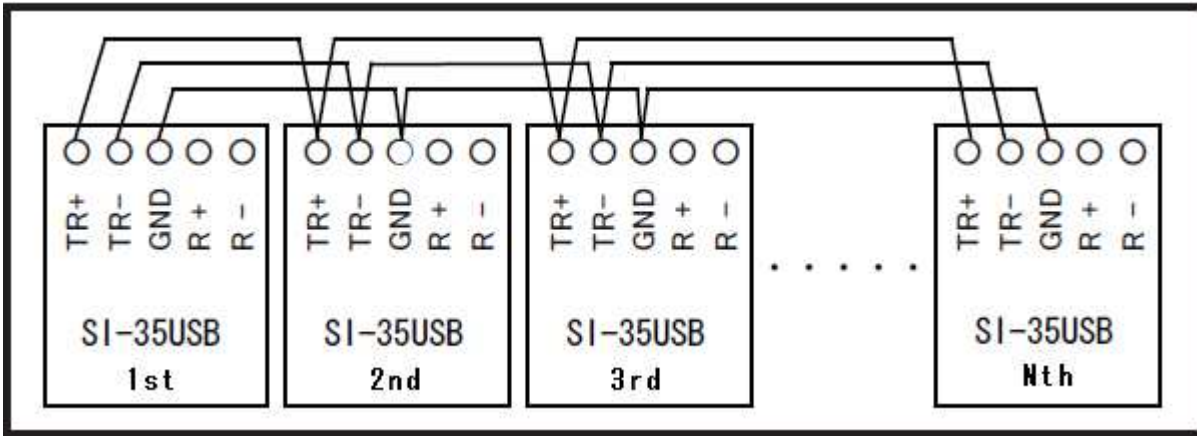 TR+ TR- GND R+ R-
SI-35USB
1st
TR+ TR- GND R+ R-
SI-35USB
2nd
TR+ TR- GND R+ R-
SI-35USB
3rd
. . . . .
TR+ TR- GND R+ R-
SI-35USB
Nth